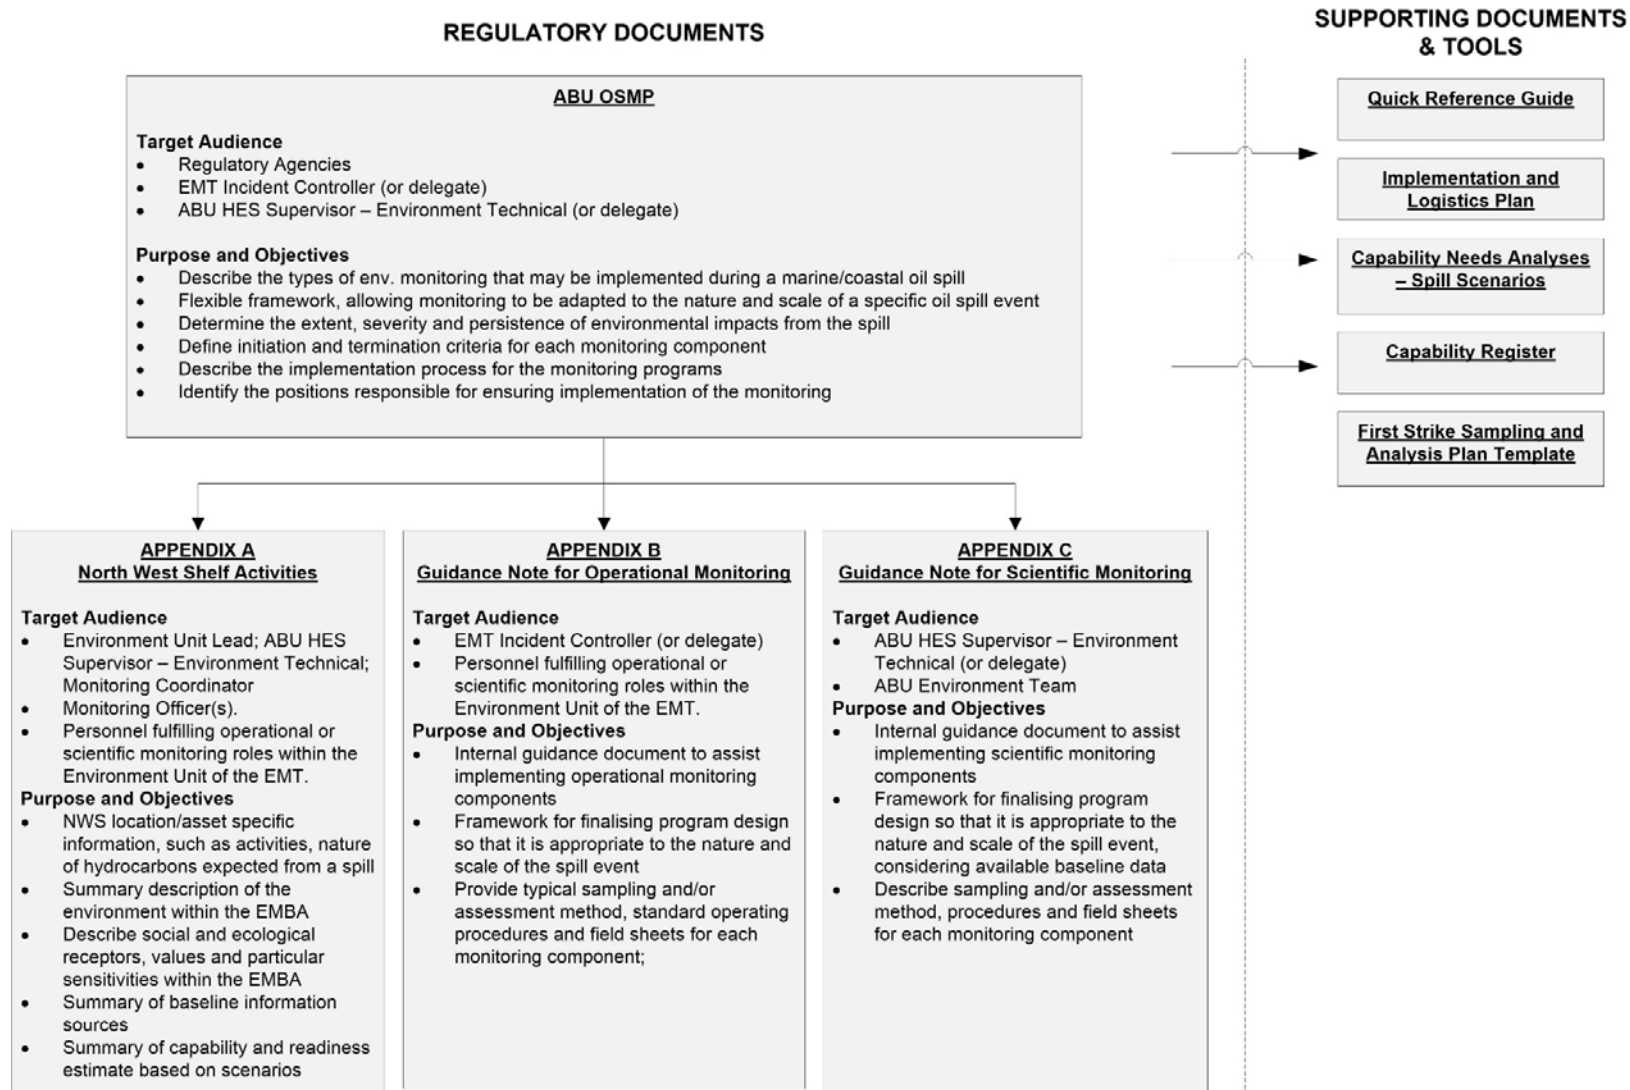 REGULATORY DOCUMENTS
SUPPORTING DOCUMENTS
& TOOLS
ABU OSMP
Target Audience
• Regulatory Agencies
• EMT Incident Controller (or delegate)
• ABU HES Supervisor – Environment Technical (or delegate)
Purpose and Objectives
• Describe the types of env. monitoring that may be implemented during a marine/coastal oil spill
• Flexible framework, allowing monitoring to be adapted to the nature and scale of a specific oil spill event
• Determine the extent, severity and persistence of environmental impacts from the spill
• Define initiation and termination criteria for each monitoring component
• Describe the implementation process for the monitoring programs
• Identify the positions responsible for ensuring implementation of the monitoring
Quick Reference Guide
Implementation and
Logistics Plan
Capability Needs Analyses
– Spill Scenarios
Capability Register
First Strike Sampling and
Analysis Plan Template
APPENDIX A
North West Shelf Activities
Target Audience
• Environment Unit Lead; ABU HES
Supervisor – Environment Technical;
Monitoring Coordinator
• Monitoring Officer(s).
• Personnel fulfilling operational or
scientific monitoring roles within the
Environment Unit of the EMT.
Purpose and Objectives
• NWS location/asset specific
information, such as activities, nature
of hydrocarbons expected from a spill
• Summary description of the
environment within the EMBA
• Describe social and ecological
receptors, values and particular
sensitivities within the EMBA
• Summary of baseline information
sources
• Summary of capability and readiness
estimate based on scenarios
APPENDIX B
Guidance Note for Operational Monitoring
Target Audience
• EMT Incident Controller (or delegate)
• Personnel fulfilling operational or
scientific monitoring roles within the
Environment Unit of the EMT.
Purpose and Objectives
• Internal guidance document to assist
implementing operational monitoring
components
• Framework for finalising program design
so that it is appropriate to the nature and
scale of the spill event
• Provide typical sampling and/or
assessment method, standard operating
procedures and field sheets for each
monitoring component;
APPENDIX C
Guidance Note for Scientific Monitoring
Target Audience
• ABU HES Supervisor – Environment
Technical (or delegate)
• ABU Environment Team
Purpose and Objectives
• Internal guidance document to assist
implementing scientific monitoring
components
• Framework for finalising program
design so that it is appropriate to the
nature and scale of the spill event,
considering available baseline data
• Describe sampling and/or assessment
method, procedures and field sheets
for each monitoring component